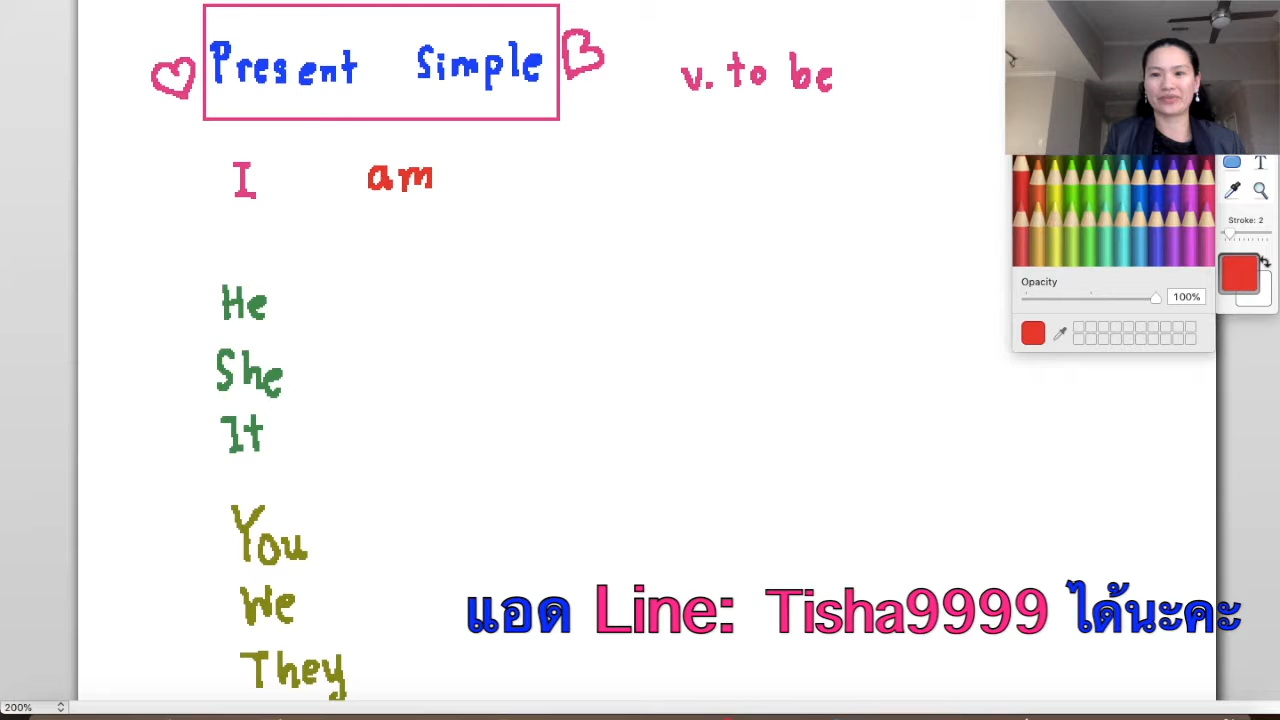 Present Simple v. to be
I am
He
She
It
You
We
They
แอด Line: Tisha9999 ได้นะคะ
T
Stroke: 2
Opacity
100%
200%